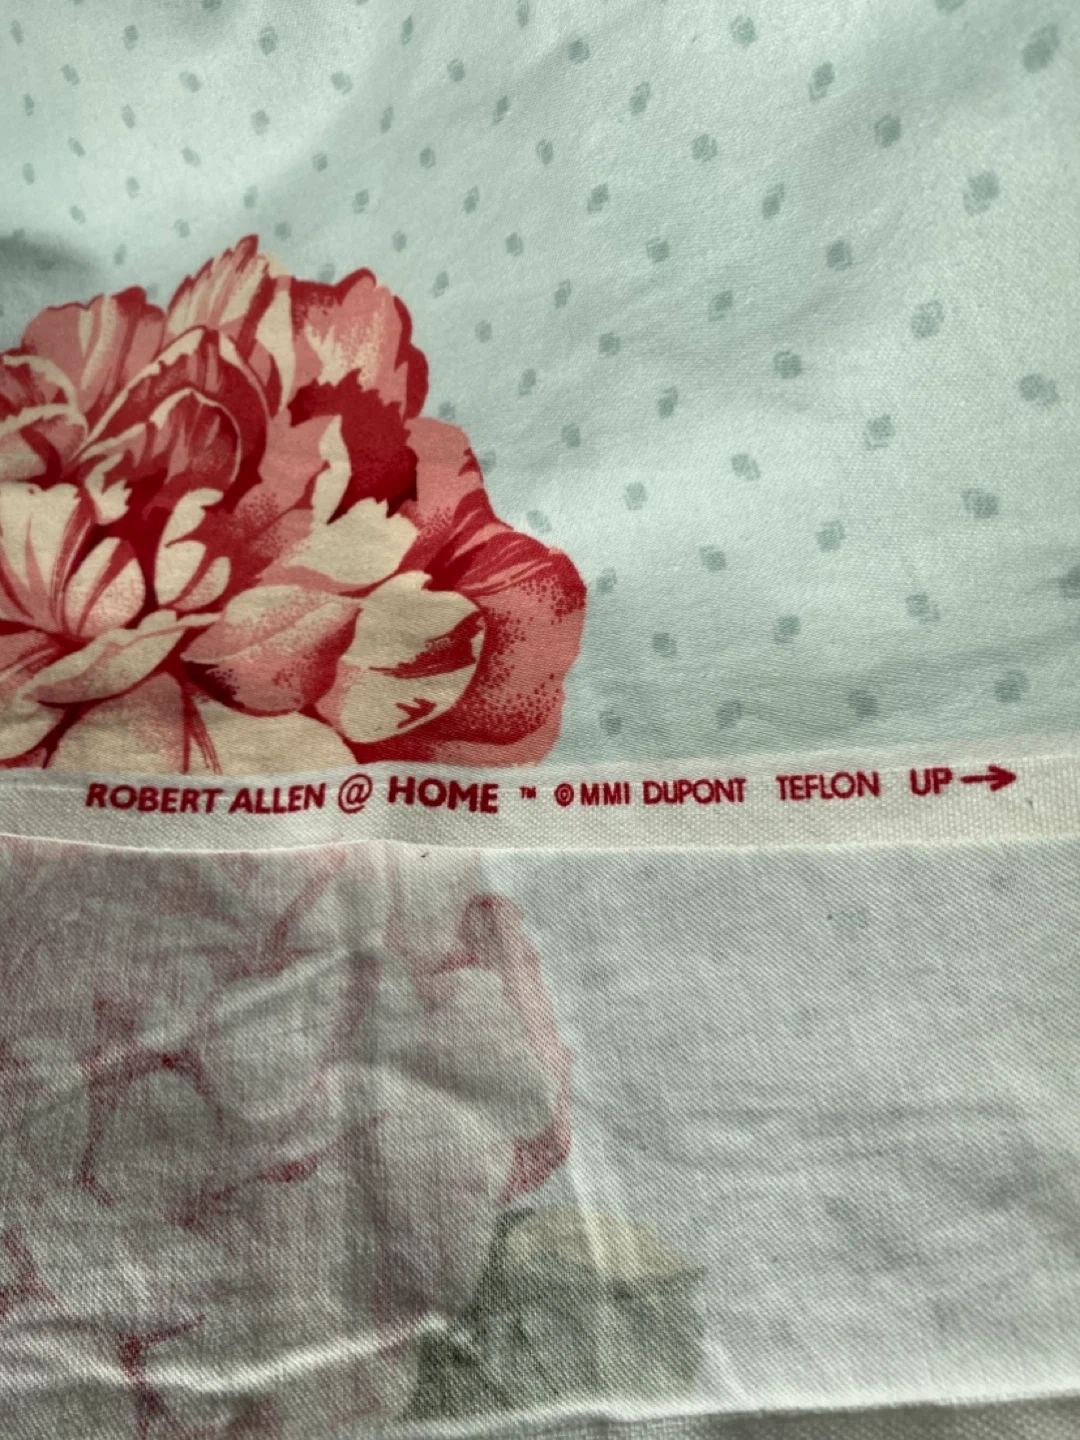 ROBERT ALLEN @ HOME ™ © MMI DUPONT TEFLON UP →